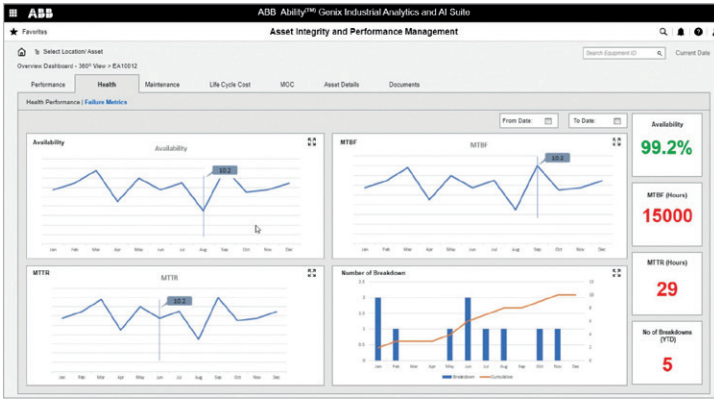 ABB
ABB Ability(TM) Genix Industrial Analytics and AI Suite
Favorites
Asset Integrity and Performance Management
Select Location/ Asset
Search Equipment ID
Current Date
Overview Dashboard - 360° View > EA10012
Performance
Health
Maintenance
Life Cycle Cost
MOC
Asset Details
Documents
Health Performance | Failure Metrics
From Date:
To Date:
Availability
Availability
10.2
Jan Feb Mar Apr May Jun Jul Aug Sep Oct Nov Dec
MTBF
MTBF
10.2
Jan Feb Mar Apr May Jun Jul Aug Sep Oct Nov Dec
MTTR
MTTR
10.2
Jan Feb Mar Apr May Jun Jul Aug Sep Oct Nov Dec
Number of Breakdown
2.5
2
1.5
1
0.5
0
12
10
8
6
4
2
0
Jan Feb Mar Apr May Jun Jul Aug Sep Oct Nov Dec
Breakdown Cumulative
Availability
99.2%
MTBF (Hours)
15000
MTTR (Hours)
29
No of Breakdowns
(YTD)
5